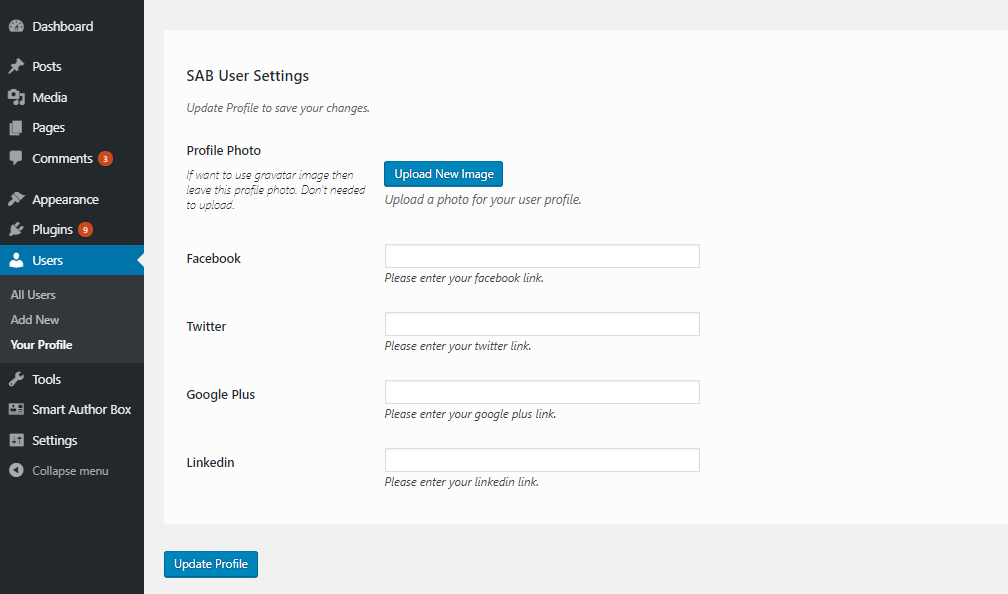 Dashboard
Posts
Media
Pages
Comments 3
Appearance
Plugins 9
Users
All Users
Add New
Your Profile
Tools
Smart Author Box
Settings
Collapse menu
SAB User Settings
Update Profile to save your changes.
Profile Photo
If want to use gravatar image then
leave this profile photo. Don't needed
to upload.
Upload New Image
Upload a photo for your user profile.
Facebook
Please enter your facebook link.
Twitter
Please enter your twitter link.
Google Plus
Please enter your google plus link.
Linkedin
Please enter your linkedin link.
Update Profile